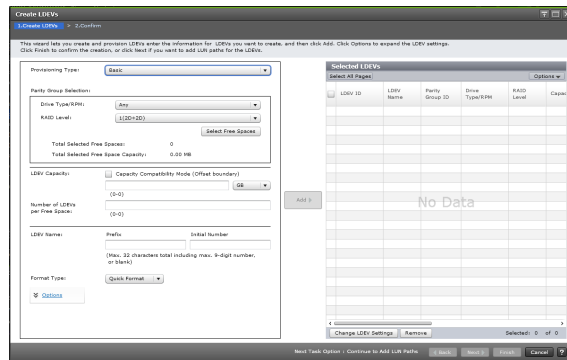 Create LDEVs
1.Create LDEVs > 2.Confirm
This wizard lets you create and provision LDEVs enter the information for LDEVs you want to create, and then click Add. Click Options to expand the LDEV settings.
Click Finish to confirm the creation, or click Next if you want to add LUN paths for the LDEVs.
Provisioning Type: Basic
Parity Group Selection:
Drive Type/RPM: Any
RAID Level: 1(2D+2D)
Select Free Spaces
Total Selected Free Spaces: 0
Total Selected Free Space Capacity: 0.00 MB
LDEV Capacity: Capacity Compatibility Mode (Offset boundary)
GB
(0-0)
Number of LDEVs
per Free Space:
(0-0)
LDEV Name: Prefix Initial Number
(Max. 32 characters total including max. 9-digit number,
or blank)
Format Type: Quick Format
Options
Add >
Selected LDEVs
Select All Pages Options
LDEV ID LDEV Name Parity Group ID Drive Type/RPM RAID Level Capac
No Data
Change LDEV Settings Remove Selected: 0 of 0
Next Task Option : Continue to Add LUN Paths < Back Next > Finish Cancel ?